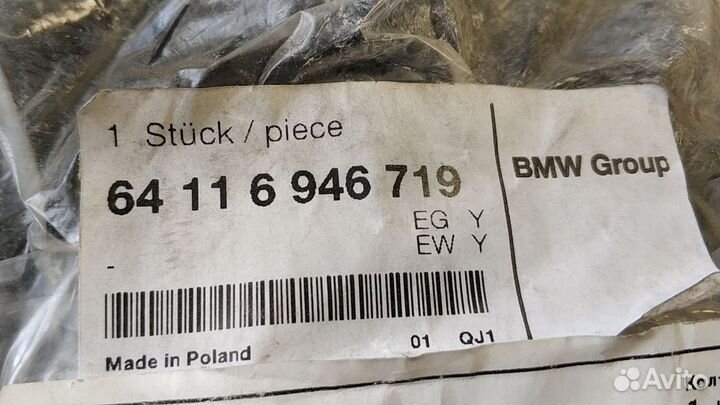 1 Stück / piece
64 11 6 946 719
BMW Group
EG Y
EW Y
-
Made in Poland
01 QJ1
Avito